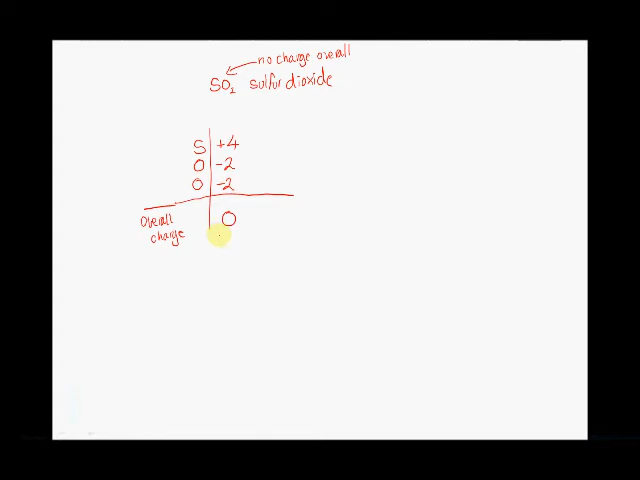 no charge overall
SO2 sulfur dioxide
S +4
O -2
O -2
Overall
charge
0